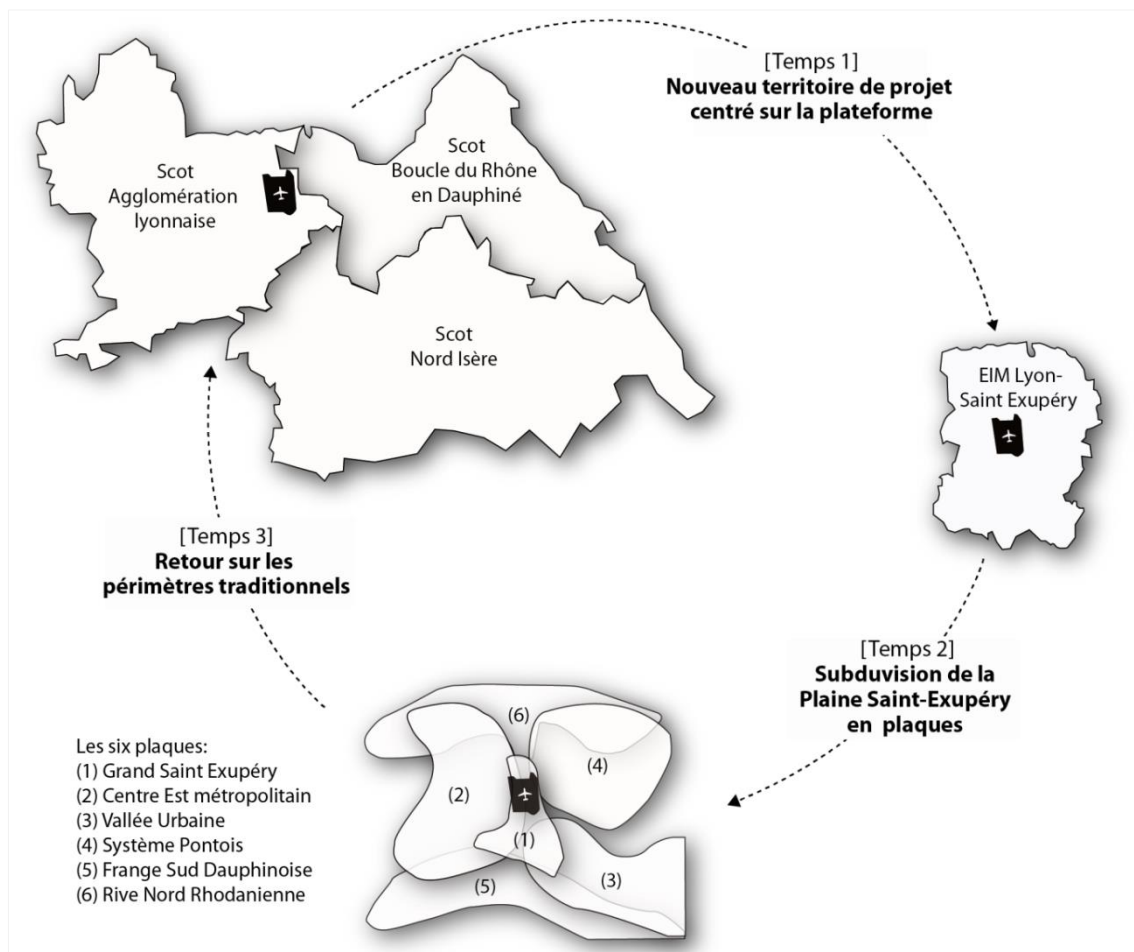 [Temps 1]
Nouveau territoire de projet
centré sur la plateforme
Scot
Agglomération
lyonnaise
Scot
Boucle du Rhône
en Dauphiné
Scot
Nord Isère
EIM Lyon-
Saint Exupéry
[Temps 2]
Subduvision de la
Plaine Saint-Exupéry
en plaques
[Temps 3]
Retour sur les
périmètres traditionnels
Les six plaques:
(1) Grand Saint Exupéry
(2) Centre Est métropolitain
(3) Vallée Urbaine
(4) Système Pontois
(5) Frange Sud Dauphinoise
(6) Rive Nord Rhodanienne
(6)
(4)
(2)
(1)
(3)
(5)